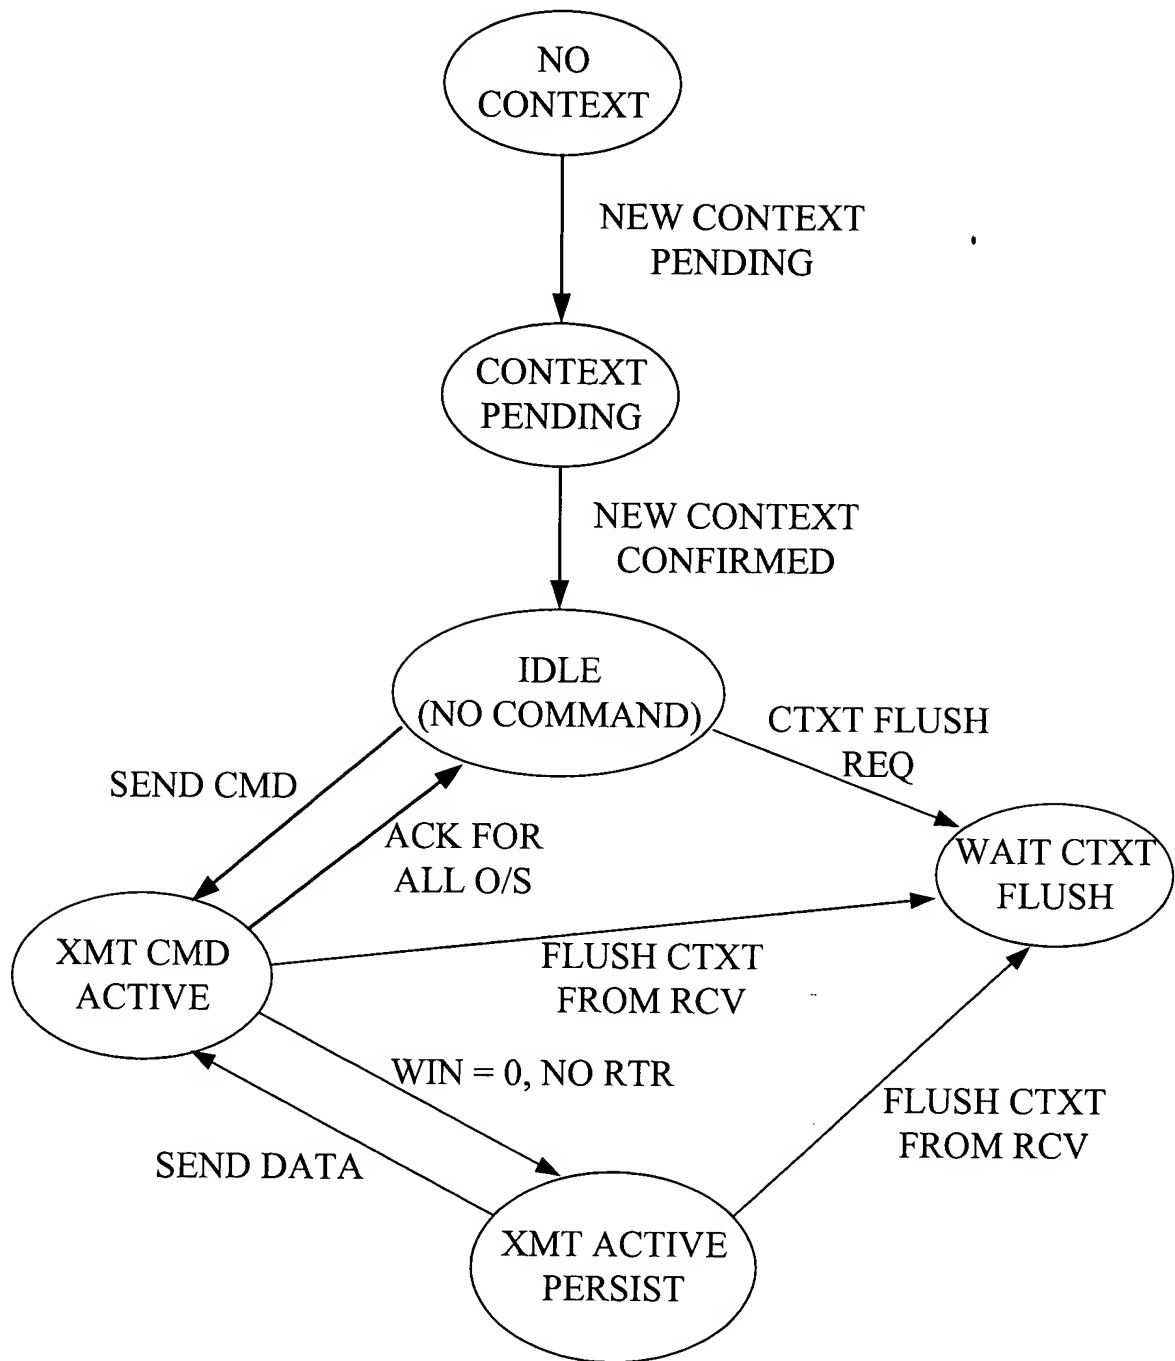 NO
CONTEXT
NEW CONTEXT
PENDING
CONTEXT
PENDING
NEW CONTEXT
CONFIRMED
IDLE
(NO COMMAND)
CTXT FLUSH
REQ
SEND CMD
ACK FOR
ALL O/S
WAIT CTXT
FLUSH
XMT CMD
ACTIVE
FLUSH CTXT
FROM RCV
WIN = 0, NO RTR
FLUSH CTXT
FROM RCV
SEND DATA
XMT ACTIVE
PERSIST